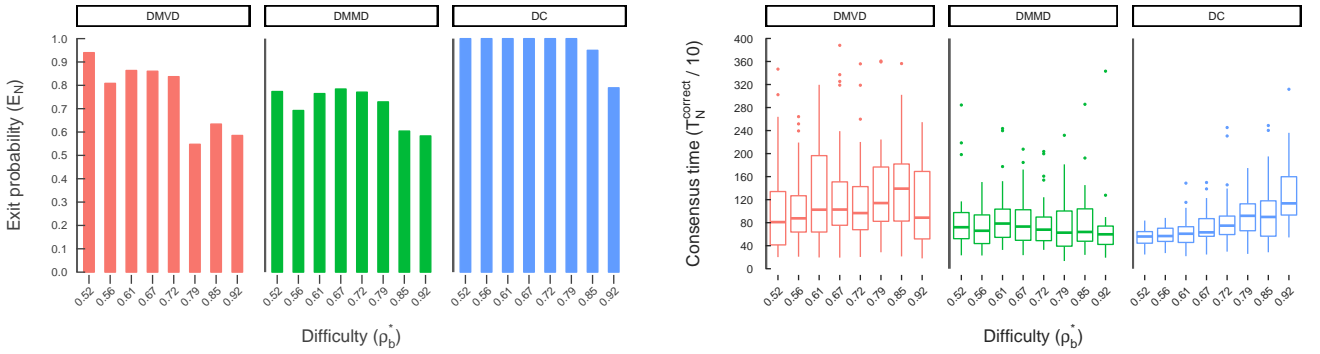 DMVD DMMD DC
Exit probability (E_N)
1.0
0.9
0.8
0.7
0.6
0.5
0.4
0.3
0.2
0.1
0.0
0.52 0.56 0.61 0.67 0.72 0.79 0.85 0.92 0.52 0.56 0.61 0.67 0.72 0.79 0.85 0.92 0.52 0.56 0.61 0.67 0.72 0.79 0.85 0.92
Difficulty (ρ_b^*)
DMVD DMMD DC
Consensus time (T_N^correct / 10)
400
360
320
280
240
200
160
120
80
40
0
0.52 0.56 0.61 0.67 0.72 0.79 0.85 0.92 0.52 0.56 0.61 0.67 0.72 0.79 0.85 0.92 0.52 0.56 0.61 0.67 0.72 0.79 0.85 0.92
Difficulty (ρ_b^*)